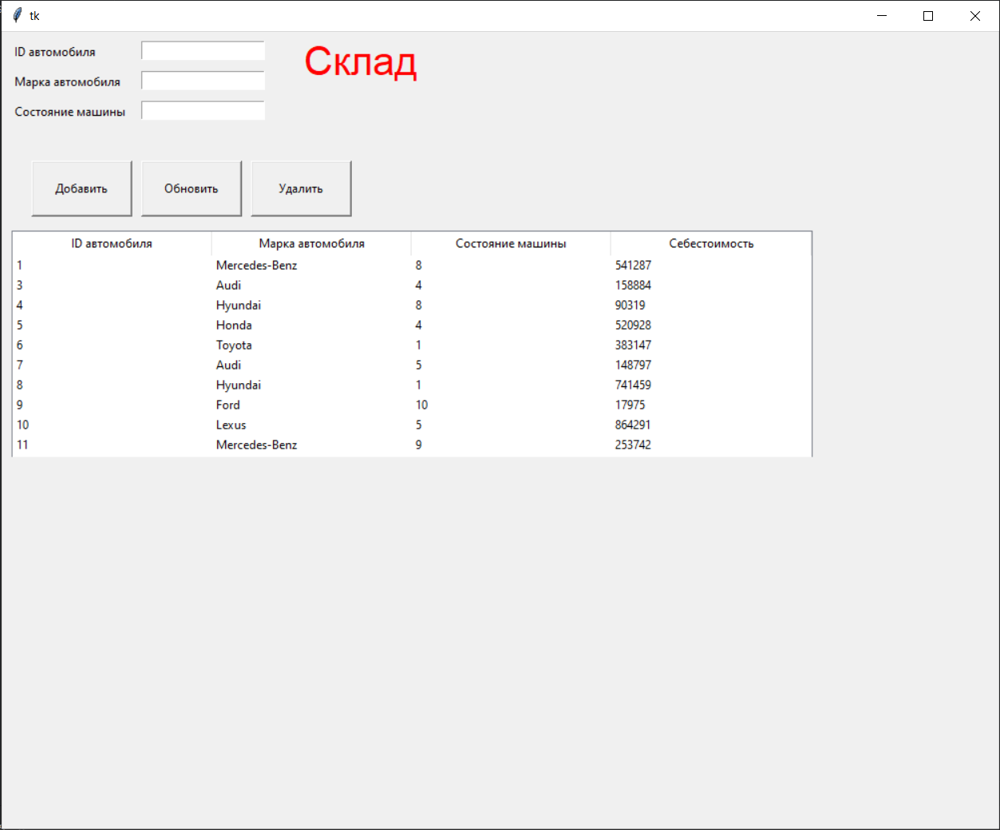 tk
ID автомобиля
Склад
Марка автомобиля
Состояние машины
Добавить Обновить Удалить
ID автомобиля Марка автомобиля Состояние машины Себестоимость
1 Mercedes-Benz 8 541287
3 Audi 4 158884
4 Hyundai 8 90319
5 Honda 4 520928
6 Toyota 1 383147
7 Audi 5 148797
8 Hyundai 1 741459
9 Ford 10 17975
10 Lexus 5 864291
11 Mercedes-Benz 9 253742